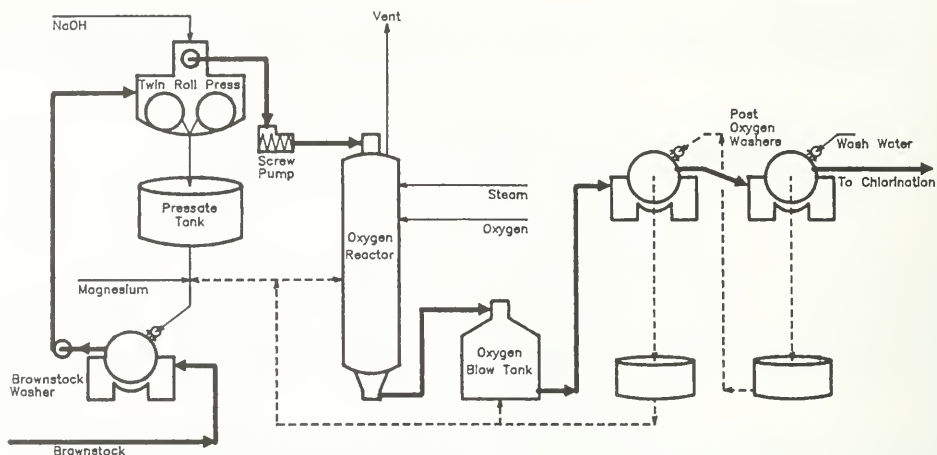 NaOH
Vent
Twin Roll Press
Screw
Pump
Post
Oxygen
Washers
Wash Water
To Chlorination
Pressate
Tank
Steam
Oxygen
Oxygen
Reactor
Magnesium
Oxygen
Blow Tank
Brownstock
Washer
Brownstock